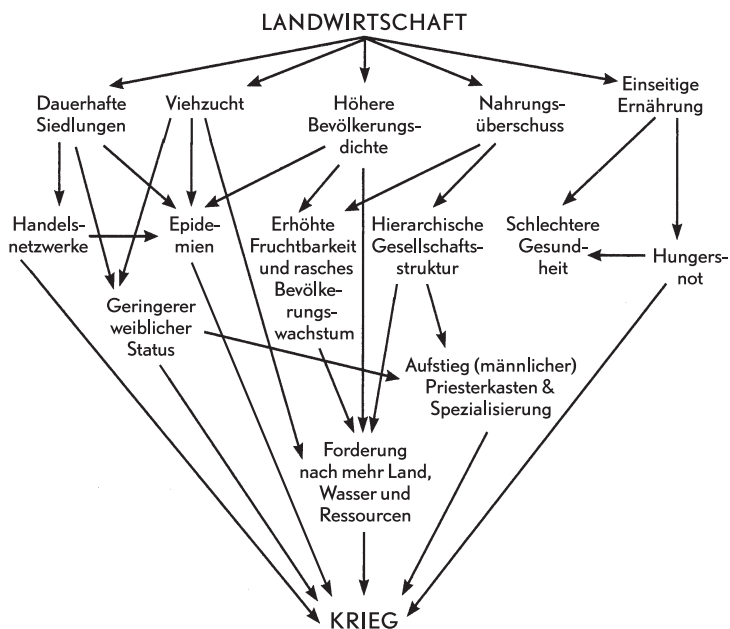 LANDWIRTSCHAFT
Dauerhafte
Siedlungen
Viehzucht
Höhere
Bevölkerungs-
dichte
Nahrungs-
überschuss
Einseitige
Ernährung
Handels-
netzwerke
Epide-
mien
Erhöhte
Fruchtbarkeit
und rasches
Bevölke-
rungs-
wachstum
Hierarchische
Gesellschafts-
struktur
Schlechtere
Gesund-
heit
Hungers-
not
Geringerer
weiblicher
Status
Aufstieg (männlicher)
Priesterkasten &
Spezialisierung
Forderung
nach mehr Land,
Wasser und
Ressourcen
KRIEG